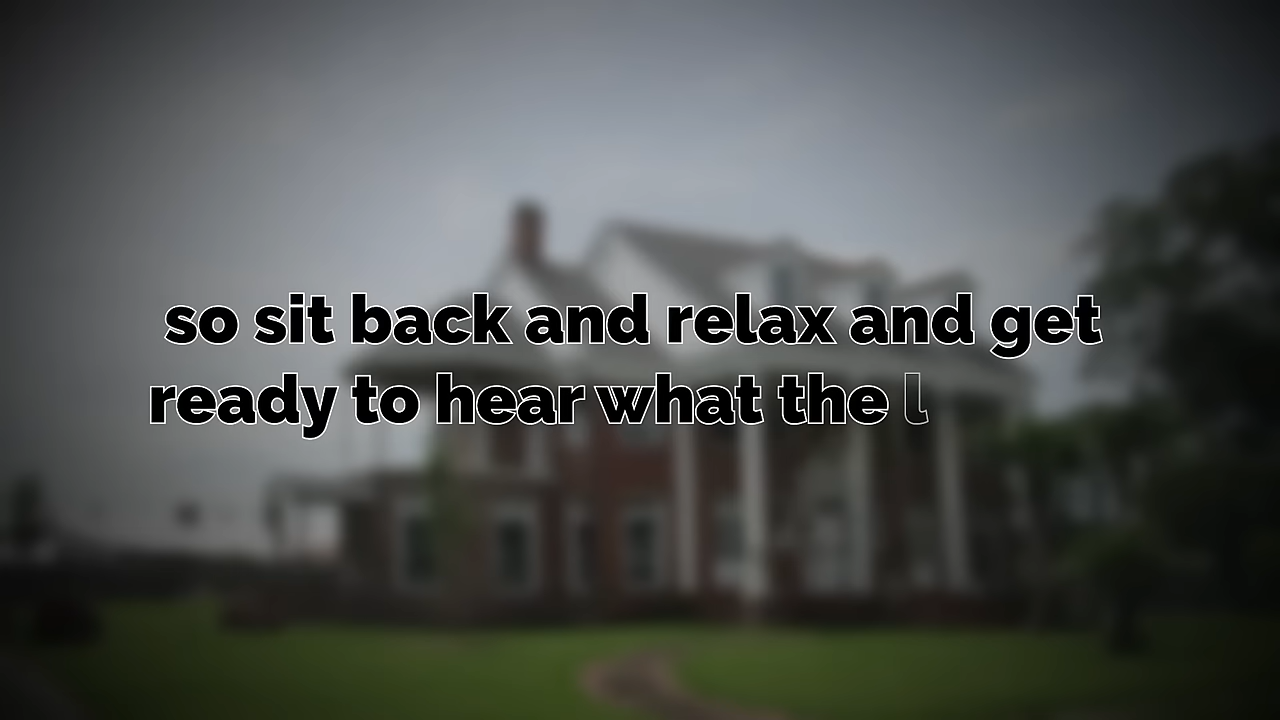 so sit back and relax and get
ready to hear what the l